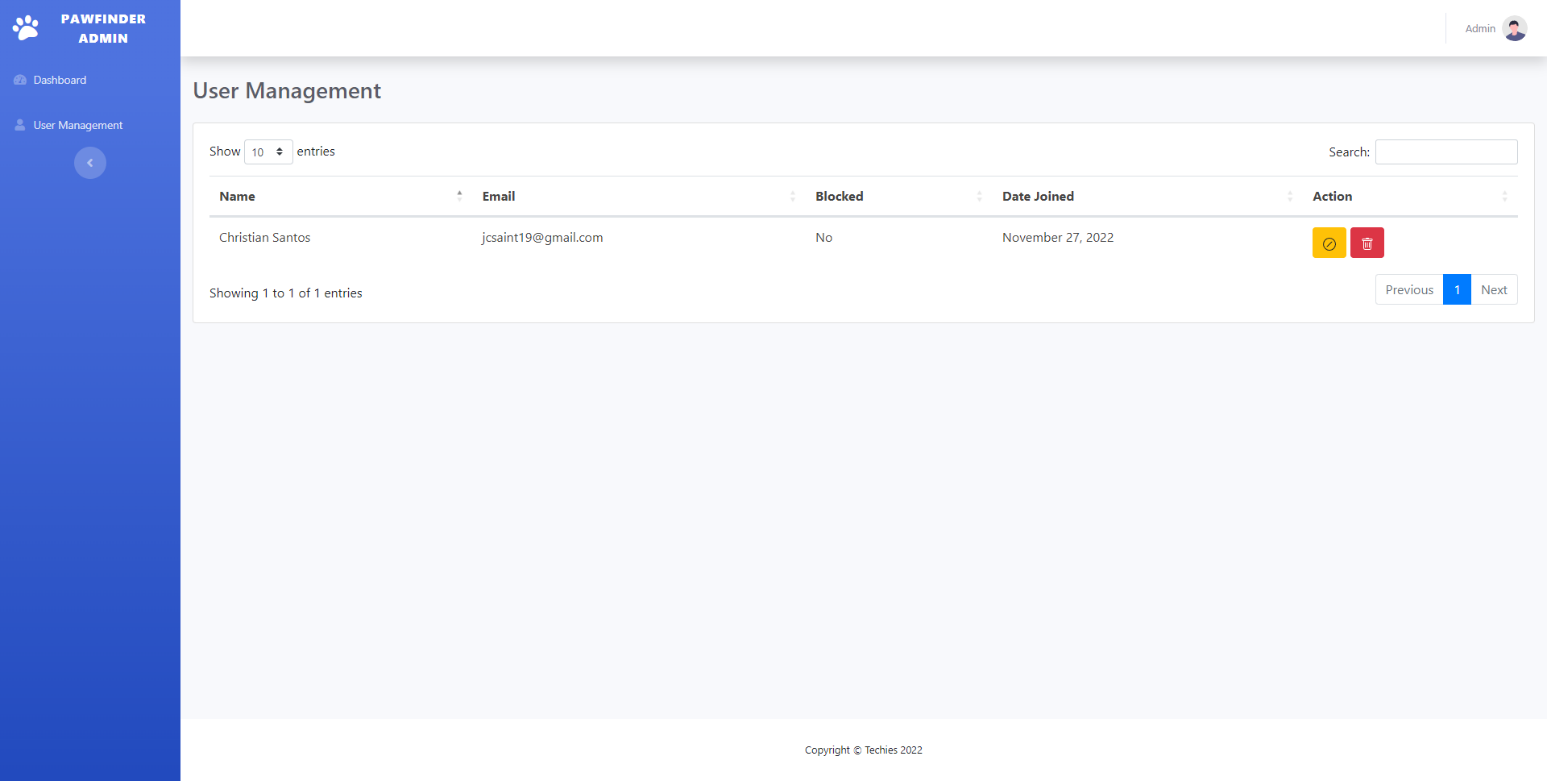 PAWFINDER
ADMIN
Admin
Dashboard
User Management
User Management
Show 10 entries
Search:
Name Email Blocked Date Joined Action
Christian Santos jcsaint19@gmail.com No November 27, 2022
Showing 1 to 1 of 1 entries
Previous 1 Next
Copyright © Techies 2022